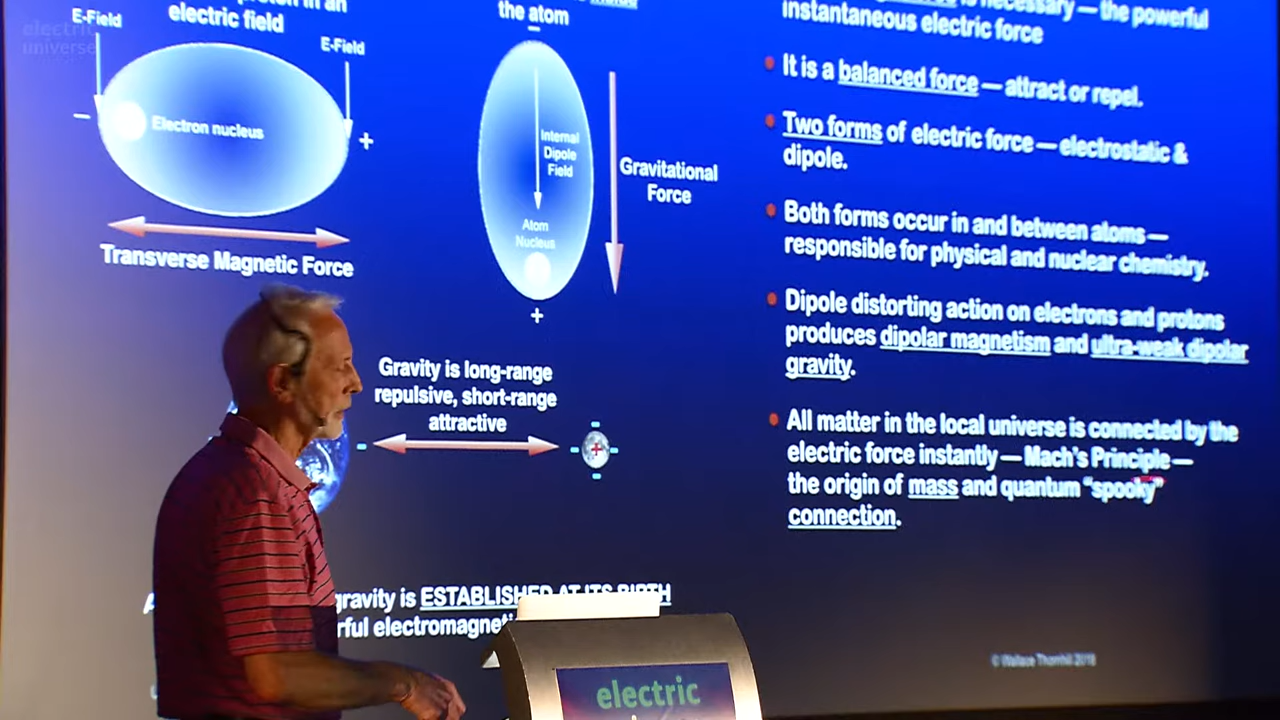 electric
universe
electric field
E-Field
E-Field
−
Electron nucleus
+
Transverse Magnetic Force
the atom
−
Internal
Dipole
Field
Atom
Nucleus
+
Gravitational
Force
Gravity is long-range
repulsive, short-range
attractive
-
+
gravity is ESTABLISHED AT ITS BIRTH
electromagnet
necessary — the powerful
instantaneous electric force
• It is a balanced force — attract or repel.
• Two forms of electric force — electrostatic &
dipole.
• Both forms occur in and between atoms —
responsible for physical and nuclear chemistry.
• Dipole distorting action on electrons and protons
produces dipolar magnetism and ultra-weak dipolar
gravity.
• All matter in the local universe is connected by the
electric force instantly — Mach's Principle —
the origin of mass and quantum "spooky"
connection.
© Wallace Thornhill
electric